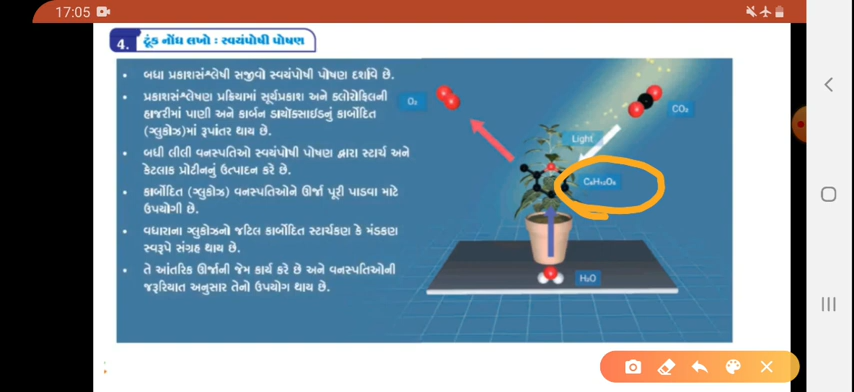 17:05
4. ટૂંક નોંધ લખો : સ્વયંપોષી પોષણ
• બધા પ્રકાશસંશ્લેષી સજીવો સ્વયંપોષી પોષણ દર્શાવે છે.
• પ્રકાશસંશ્લેષણ પ્રક્રિયામાં સૂર્યપ્રકાશ અને ક્લોરોફિલની
હાજરીમાં પાણી અને કાર્બન ડાયૉક્સાઈડનું કાર્બોદિત
(ગ્લુકોઝ)માં રૂપાંતર થાય છે.
• બધી લીલી વનસ્પતિઓ સ્વયંપોષી પોષણ દ્વારા સ્ટાર્ચ અને
કેટલાક પ્રોટીનનું ઉત્પાદન કરે છે.
• કાર્બોદિત (ગ્લુકોઝ) વનસ્પતિઓને ઊર્જા પૂરી પાડવા માટે
ઉપયોગી છે.
• વધારાના ગ્લુકોઝનો જટિલ કાર્બોદિત સ્ટાર્ચકણ કે મંડકણ
સ્વરૂપે સંગ્રહ થાય છે.
• તે આંતરિક ઊર્જાની જેમ કાર્ય કરે છે અને વનસ્પતિઓની
જરૂરિયાત અનુસાર તેનો ઉપયોગ થાય છે.
O₂
CO₂
Light
C₆H₁₂O₆
H₂O